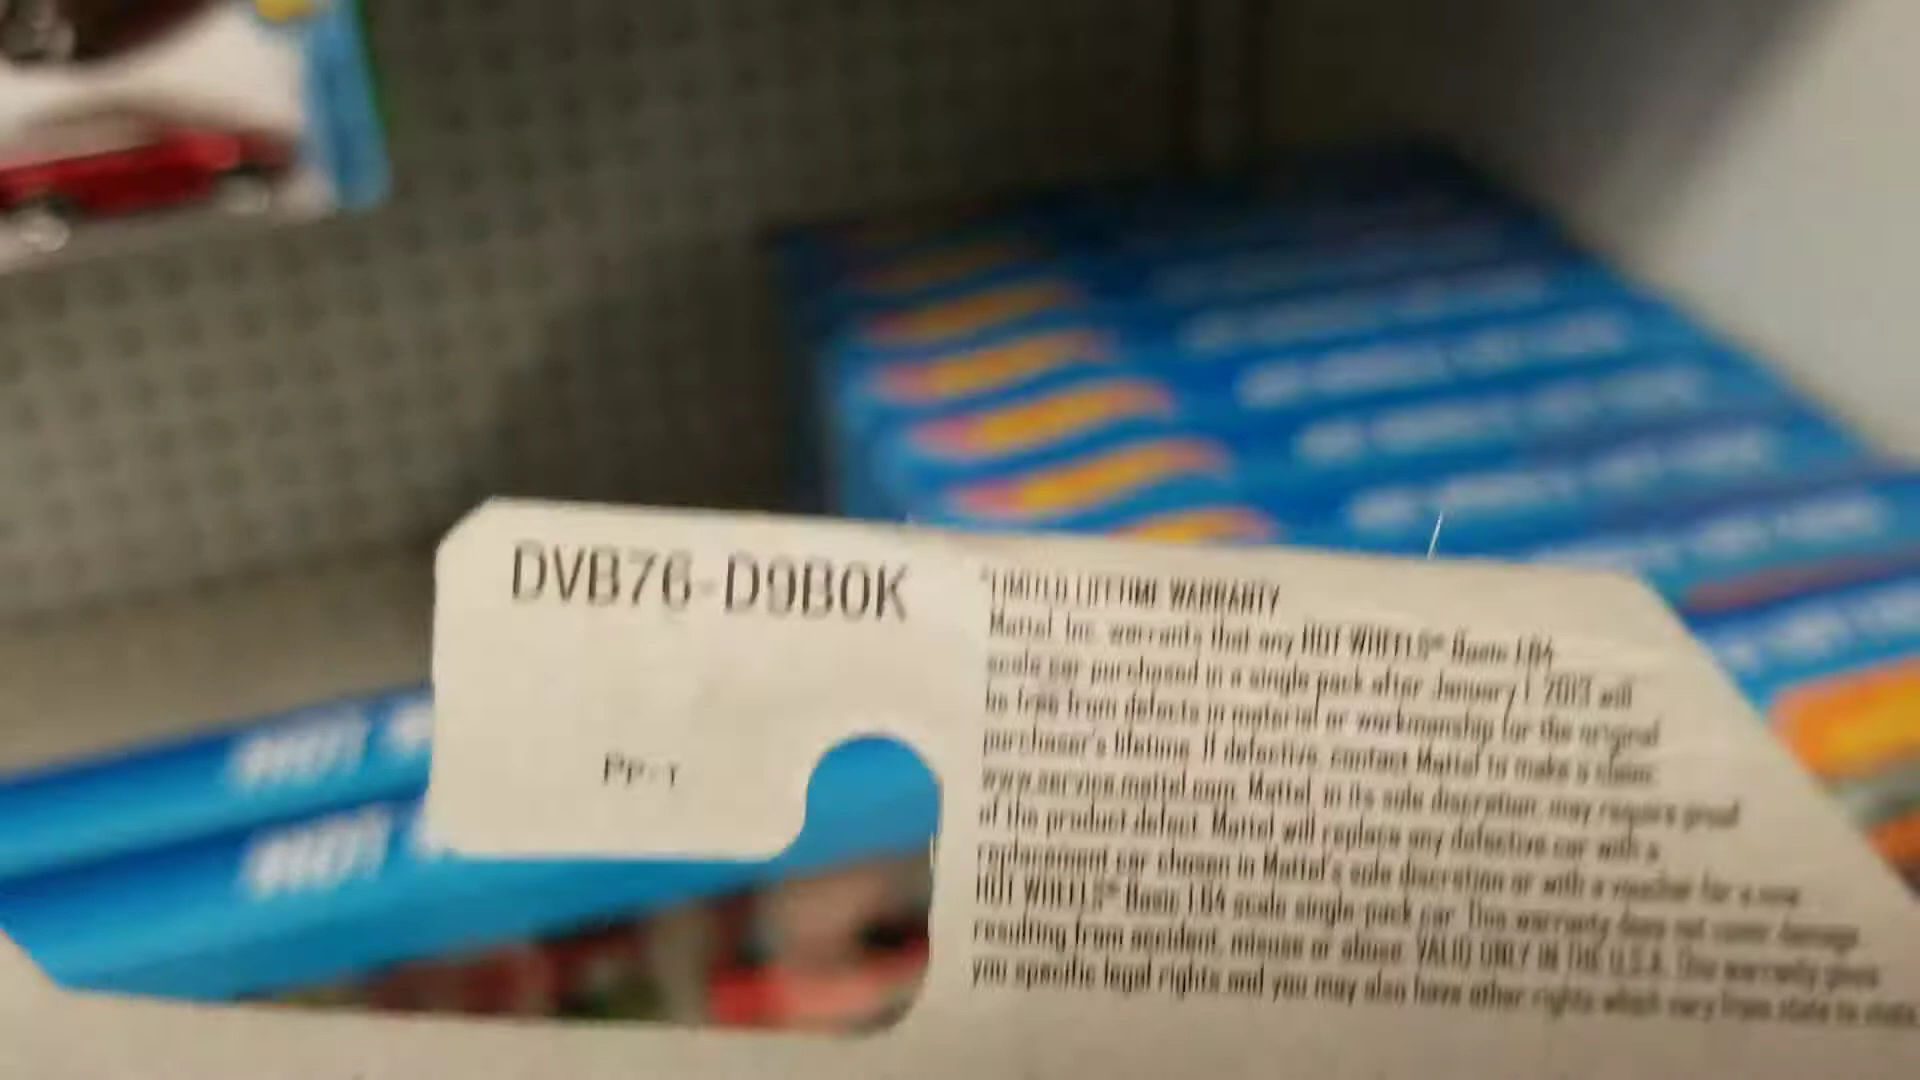 DVB76-D9B0K
PP-1
*LIMITED LIFETIME WARRANTY
Mattel, Inc. warrants that any HOT WHEELS® Basic 1:64
scale car purchased in a single pack after January 1, 2013 will
be free from defects in material or workmanship for the original
purchaser's lifetime. If defective, contact Mattel to make a claim:
www.service.mattel.com. Mattel, in its sole discretion, may require proof
of the product defect. Mattel will replace any defective car with a
replacement car chosen in Mattel's sole discretion or with a voucher for a new
HOT WHEELS® Basic 1:64 scale single-pack car. This warranty does not cover damage
resulting from accident, misuse or abuse. VALID ONLY IN THE U.S.A. This warranty gives
you specific legal rights and you may also have other rights which vary from state to state.
HOT
HOT